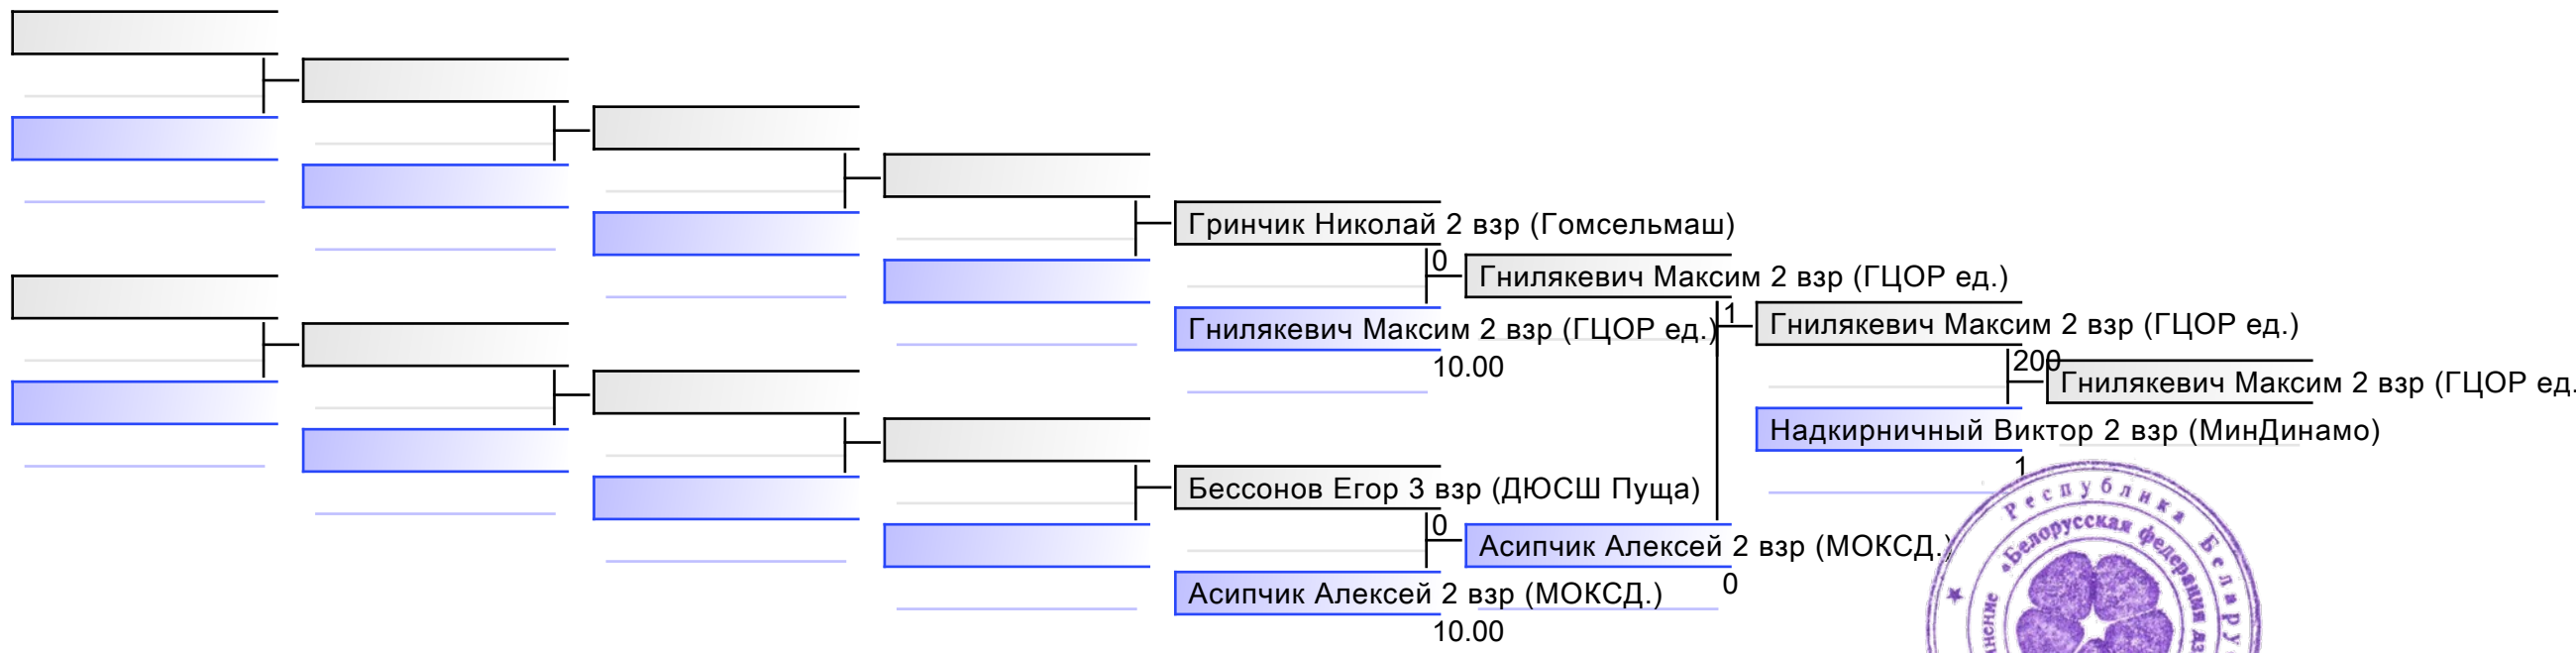 Гринчик Николай 2 взр (Гомсельмаш)
0
Гнилякевич Максим 2 взр (ГЦОР ед.)
Гнилякевич Максим 2 взр (ГЦОР ед.)
10.00
1
Гнилякевич Максим 2 взр (ГЦОР ед.)
200
Гнилякевич Максим 2 взр (ГЦОР ед.
Надкирничный Виктор 2 взр (МинДинамо)
1
Бессонов Егор 3 взр (ДЮСШ Пуща)
0
Асипчик Алексей 2 взр (МОКСД.)
0
Асипчик Алексей 2 взр (МОКСД.)
10.00
Республика Белару
«Белорусская федерация дз